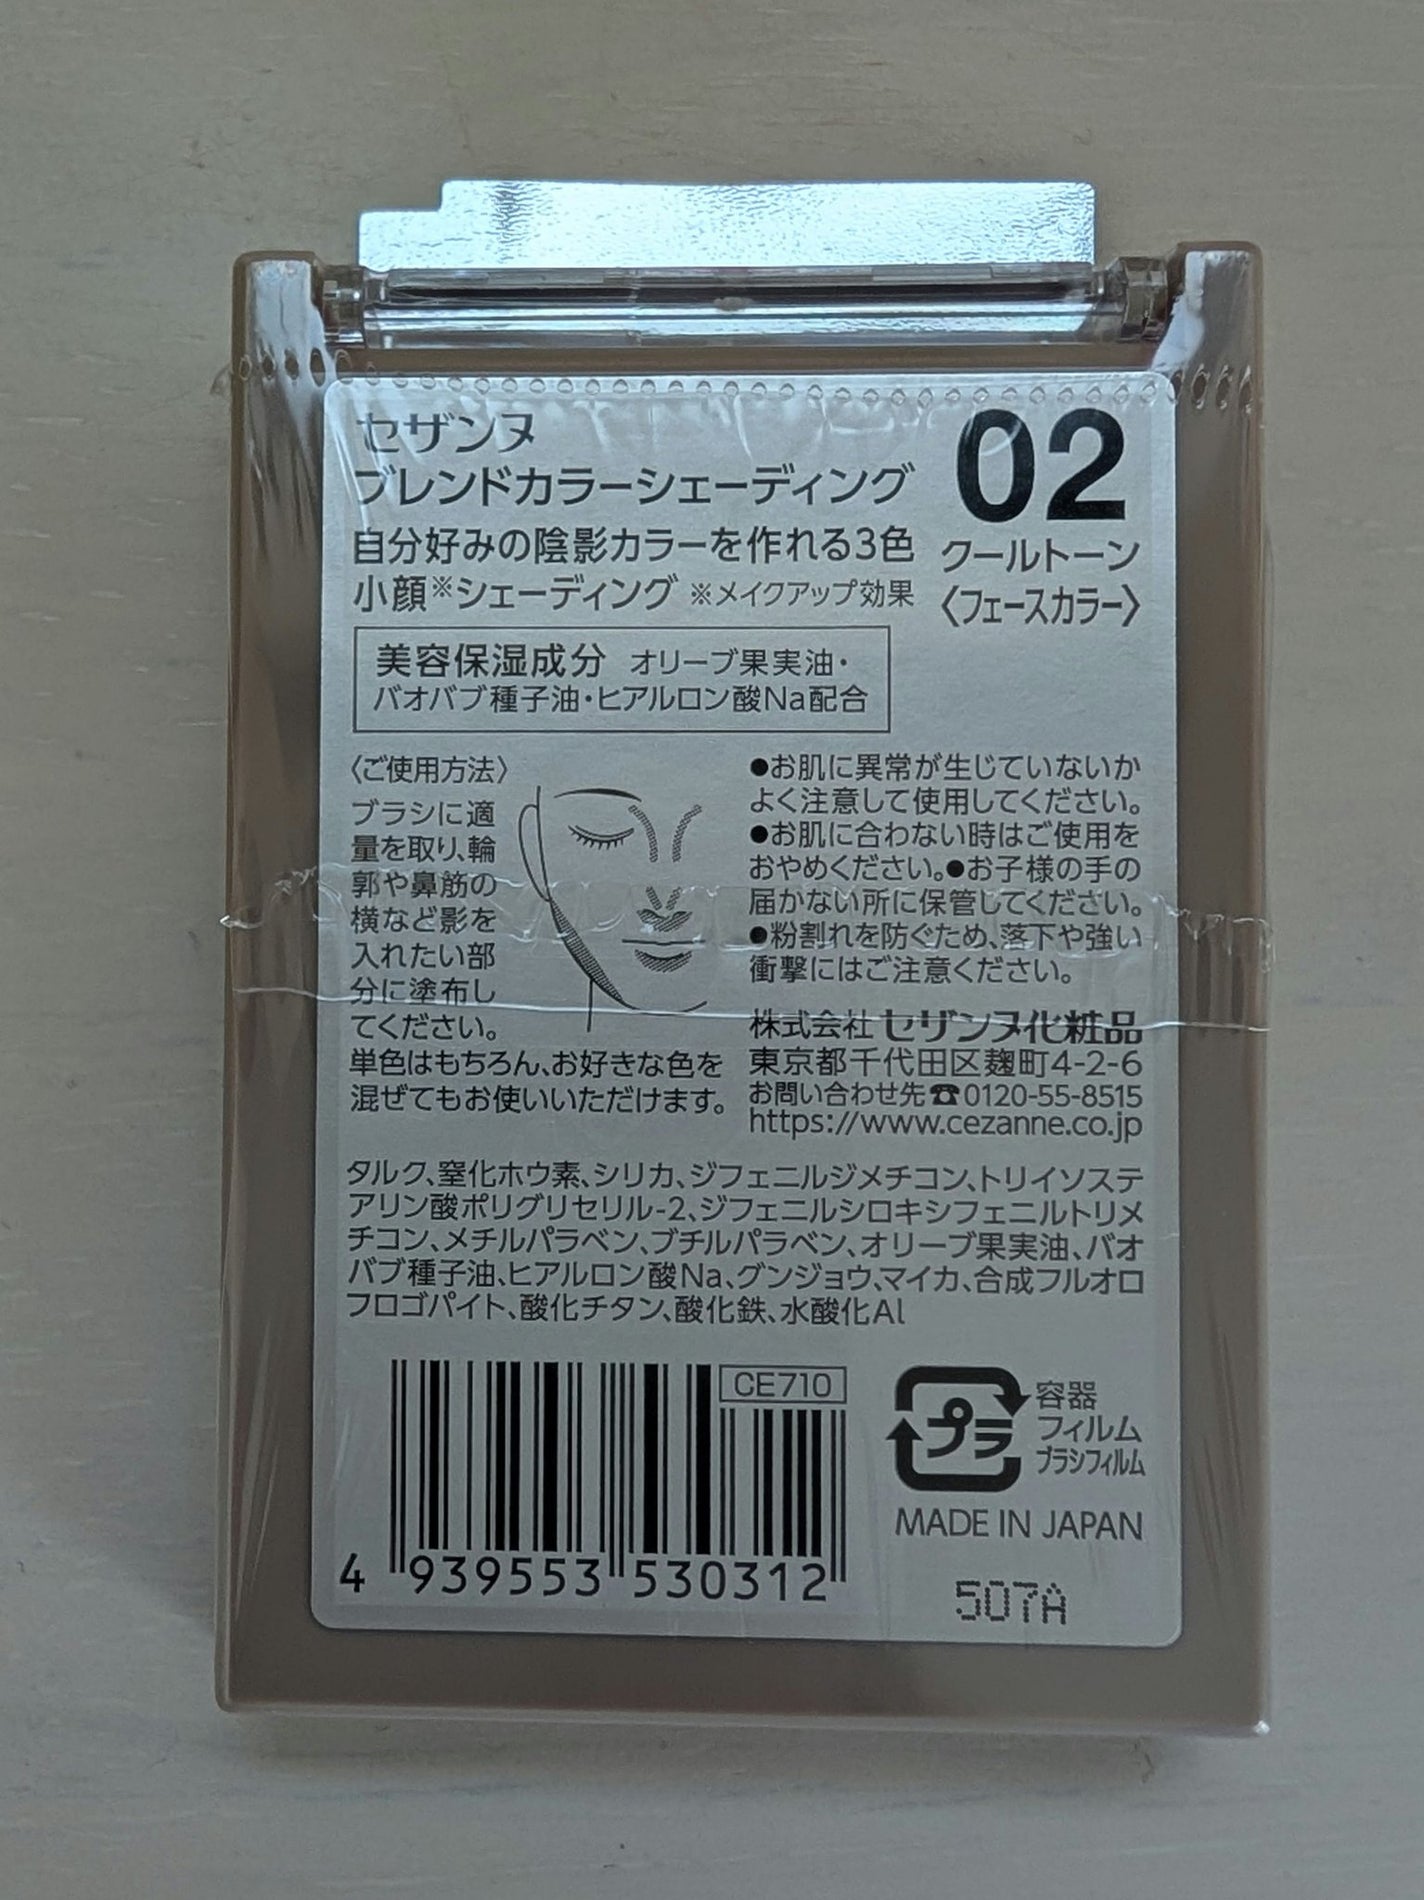 セザンヌ
ブレンドカラーシェーディング
自分好みの陰影カラーを作れる3色
小顔※シェーディング ※メイクアップ効果
02
クールトーン
〈フェースカラー〉
美容保湿成分 オリーブ果実油・
バオバブ種子油・ヒアルロン酸Na配合
〈ご使用方法〉
ブラシに適
量を取り、輪
郭や鼻筋の
横など影を
入れたい部
分に塗布し
てください。
単色はもちろん、お好きな色を
混ぜてもお使いいただけます。
●お肌に異常が生じていないか
よく注意して使用してください。
●お肌に合わない時はご使用を
おやめください。●お子様の手の
届かない所に保管してください。
●粉割れを防ぐため、落下や強い
衝撃にはご注意ください。
株式会社 セザンヌ化粧品
東京都千代田区麹町4-2-6
お問い合わせ先☎0120-55-8515
https://www.cezanne.co.jp
タルク、窒化ホウ素、シリカ、ジフェニルジメチコン、トリイソステ
アリン酸ポリグリセリル-2、ジフェニルシロキシフェニルトリメ
チコン、メチルパラベン、ブチルパラベン、オリーブ果実油、バオ
バブ種子油、ヒアルロン酸Na、グンジョウ、マイカ、合成フルオロ
フロゴパイト、酸化チタン、酸化鉄、水酸化Al
CE710
4 939553 530312
プラ
容器
フィルム
ブラシフィルム
MADE IN JAPAN
507A